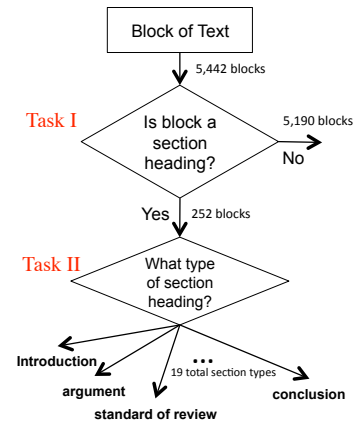 Block of Text
5,442 blocks
Task I
Is block a
section
heading?
5,190 blocks
No
Yes
252 blocks
Task II
What type
of section
heading?
Introduction
...
19 total section types
argument
conclusion
standard of review